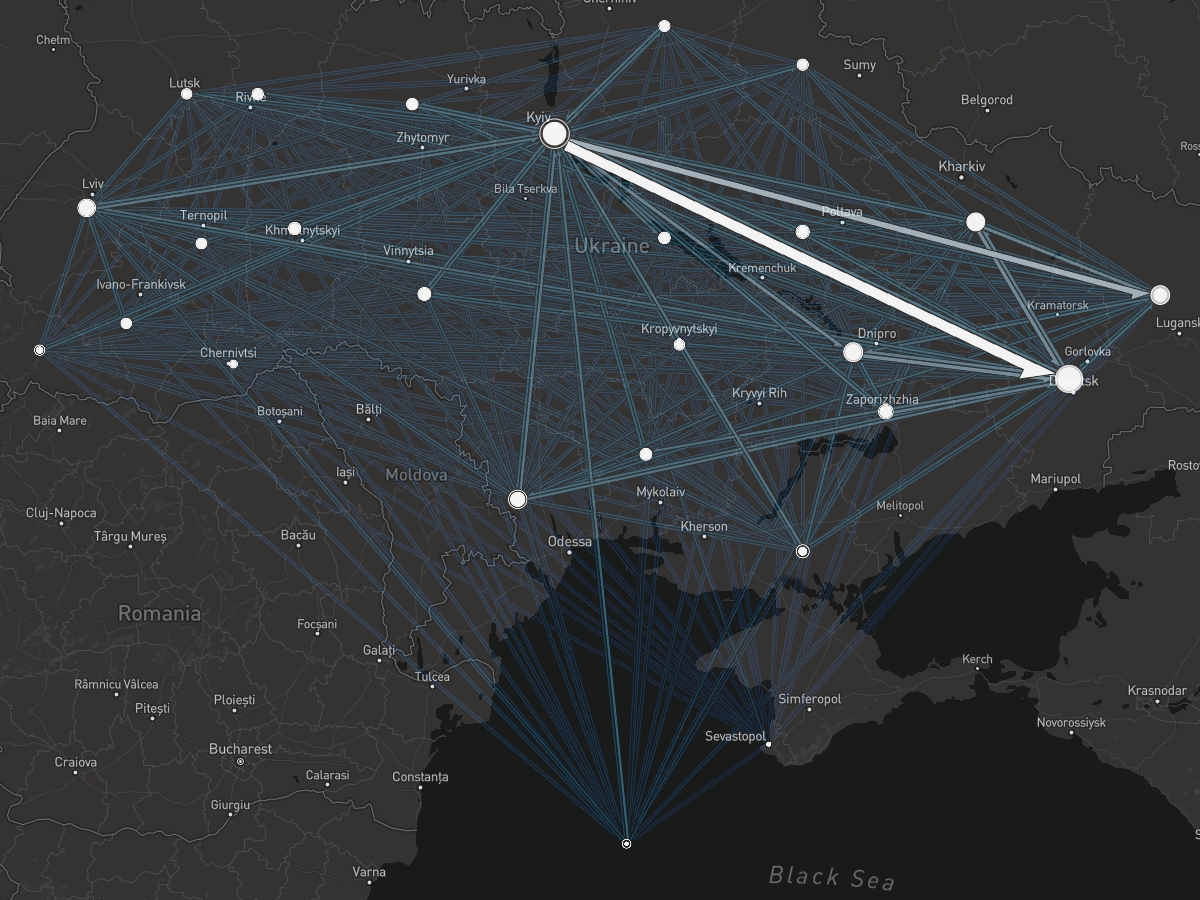 Chernihiv
Chełm
Sumy
Yurivka
Lutsk
Rivne
Belgorod
Kyiv
Zhytomyr
Kharkiv
Lviv
Bila Tserkva
Ternopil
Khmelnytskyi
Poltava
Ukraine
Vinnytsia
Kremenchuk
Ivano-Frankivsk
Kramatorsk
Lugansk
Kropyvnytskyi
Dnipro
Chernivtsi
Gorlovka
Donetsk
Kryvyi Rih
Zaporizhzhia
Botoșani
Bălți
Baia Mare
Iași
Moldova
Mariupol
Rostov
Mykolaiv
Melitopol
Cluj-Napoca
Târgu Mureș
Bacău
Odessa
Kherson
Romania
Focșani
Galați
Kerch
Tulcea
Râmnicu Vâlcea
Ploiești
Simferopol
Krasnodar
Pitești
Novorossiysk
Sevastopol
Bucharest
Craiova
Calarasi
Constanța
Giurgiu
Varna
Black Sea